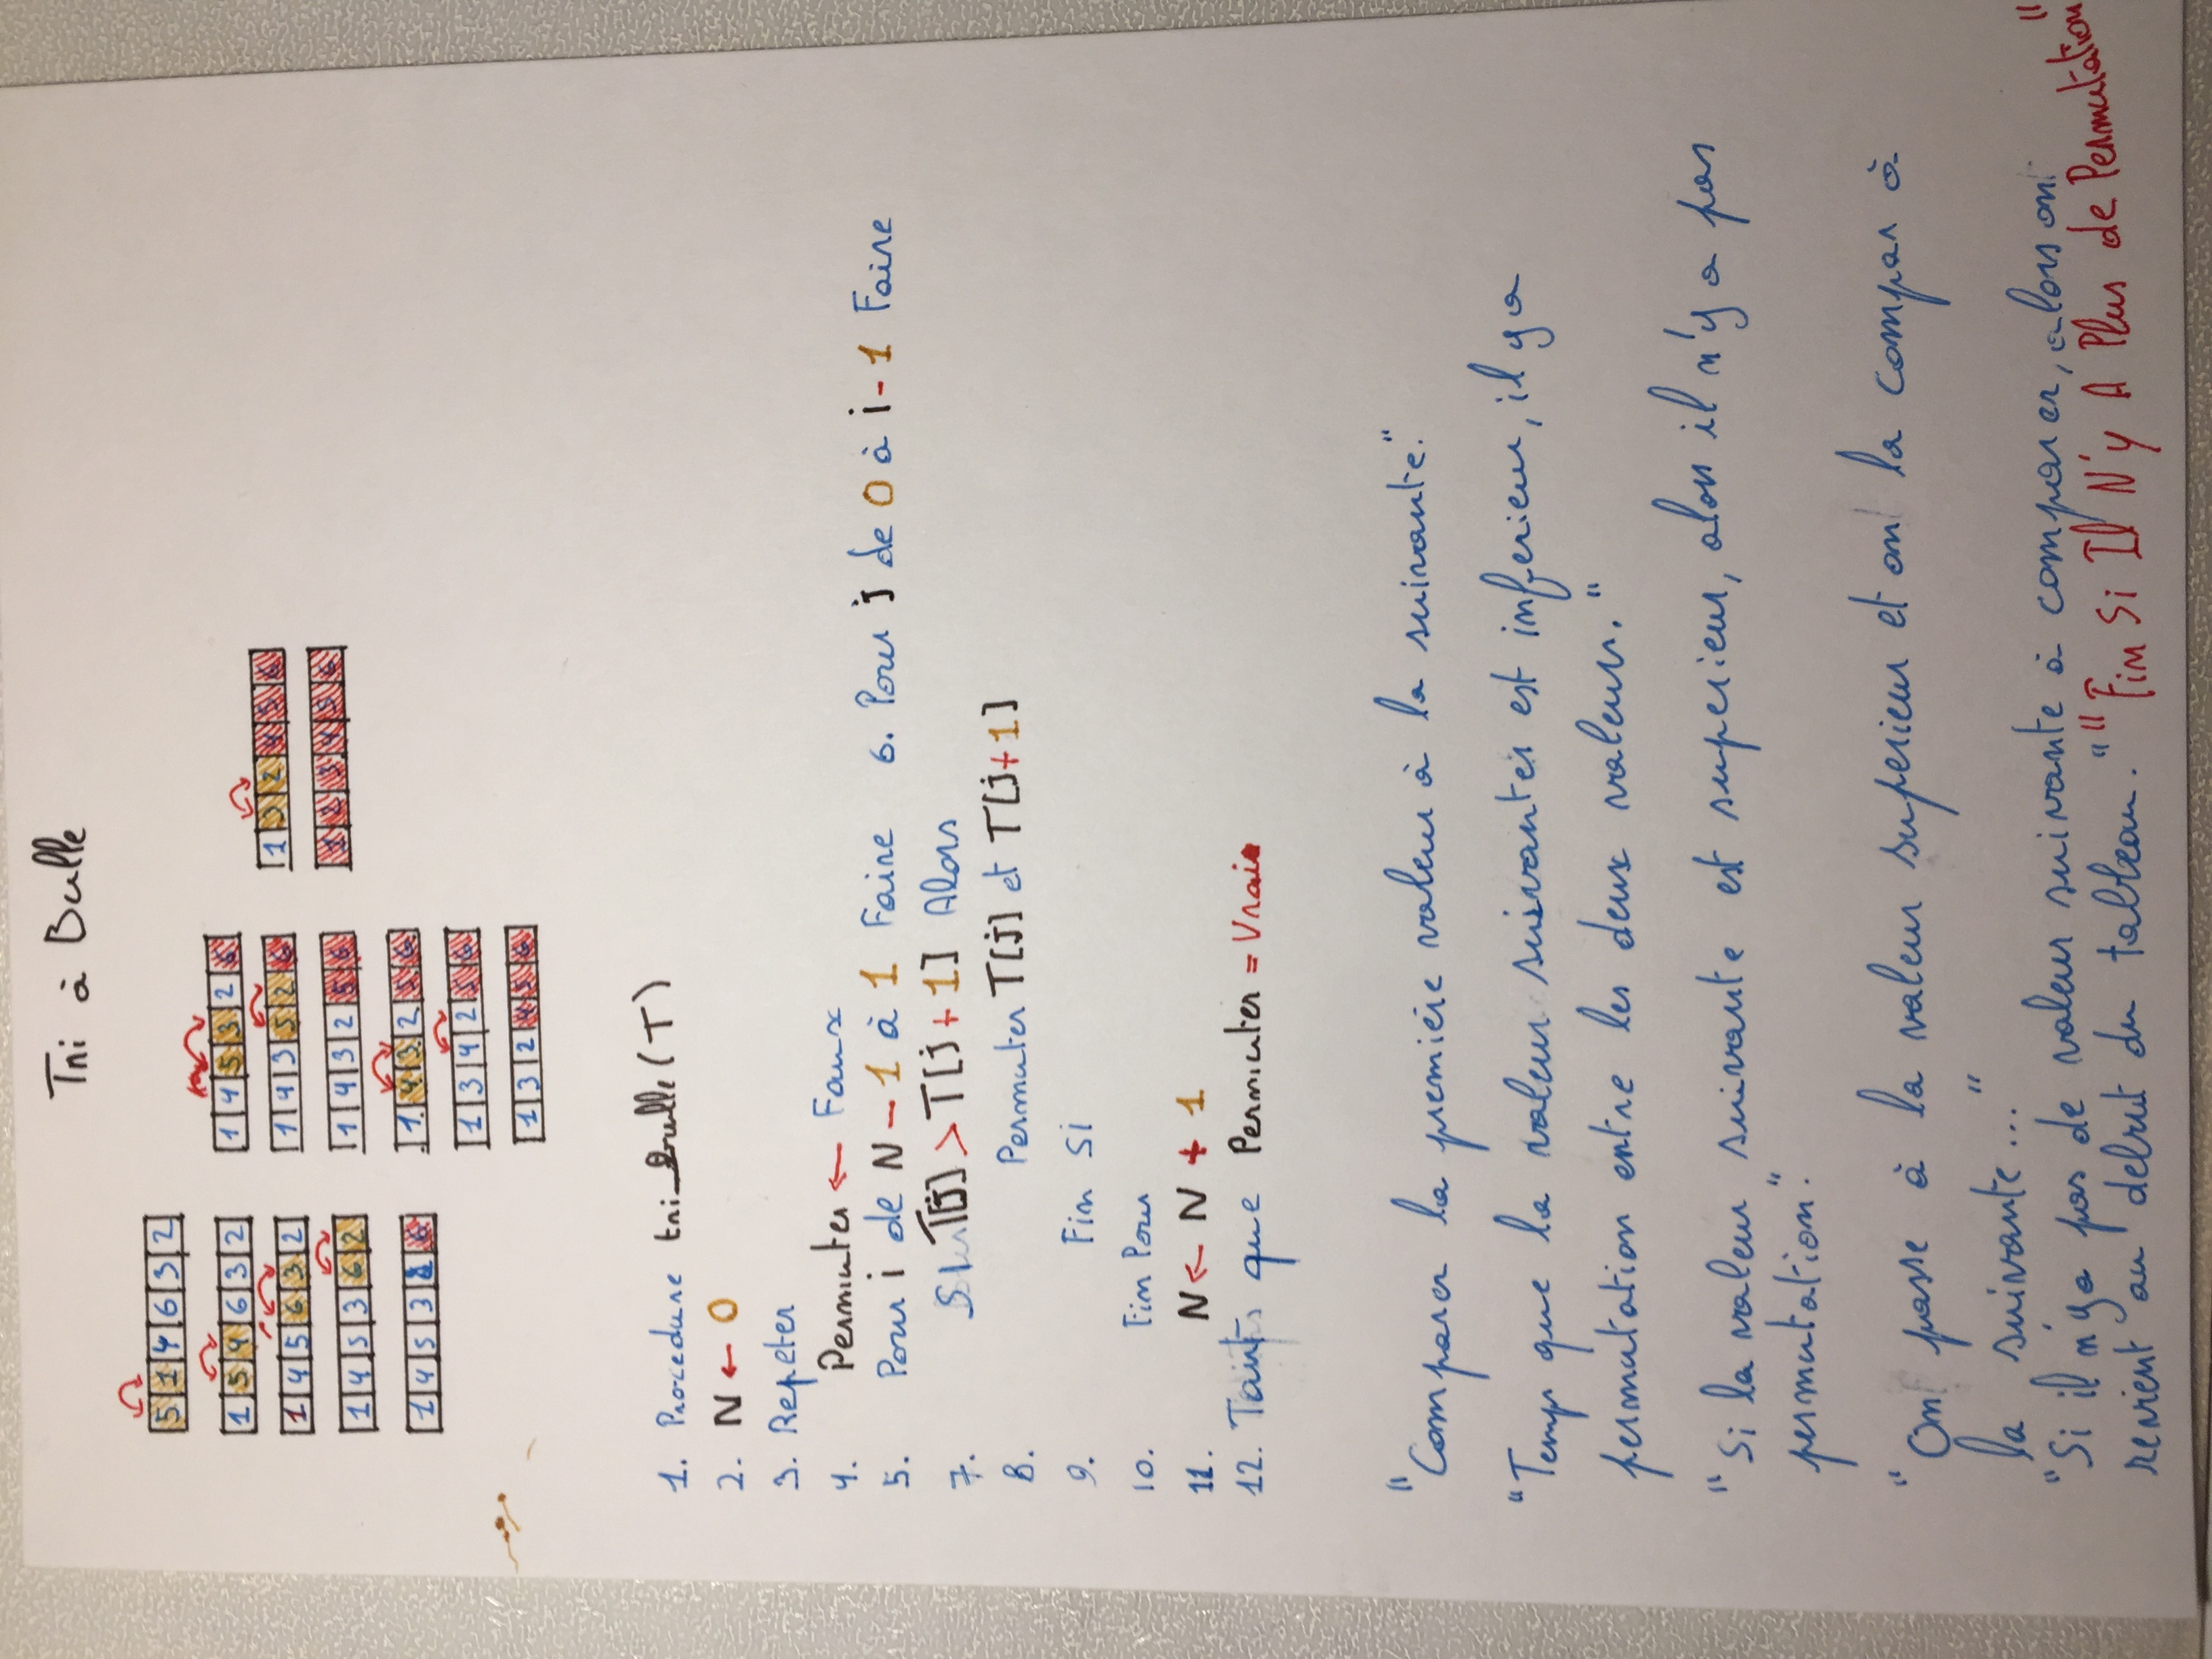 Tri à Bulle
5 1 4 6 3 2
1 5 4 6 3 2
1 4 5 6 3 2
1 4 5 3 6 2
1 4 5 3 2 6
1 4 5 3 2 6
1 4 3 5 2 6
1 4 3 2 5 6
1 4 3 2 5 6
1 3 4 2 5 6
1 3 2 4 5 6
1 3 2 4 5 6
1 2 3 4 5 6
1. Procedure tri_bulle(T)
2. N ← 0
3. Repeter
4. Permuter ← Faux
5. Pour i de N - 1 à 1 Faire 6. Pour j de 0 à i - 1 Faire
7. Si T[j] > T[j + 1] Alors
8. Permuter T[j] et T[j+1]
9. Fin Si
10. Fin Pour
11. N ← N + 1
12. Tant que Permuter = Vrai
"Comparer la première valeur à la suivante."
"Temps que la valeur suivantes est inferieur, il y a
permutation entre les deux valeur."
"Si la valeur suivante est superieur, alors il n'y a pas
permutation."
"On passe à la valeur superieur et on la compar à
la suivante..."
"Si il n'y a pas de valeur suivante à comparer, alors on
revient au debut du tableau." "Fin Si Il N'y A Plus de Permutation"